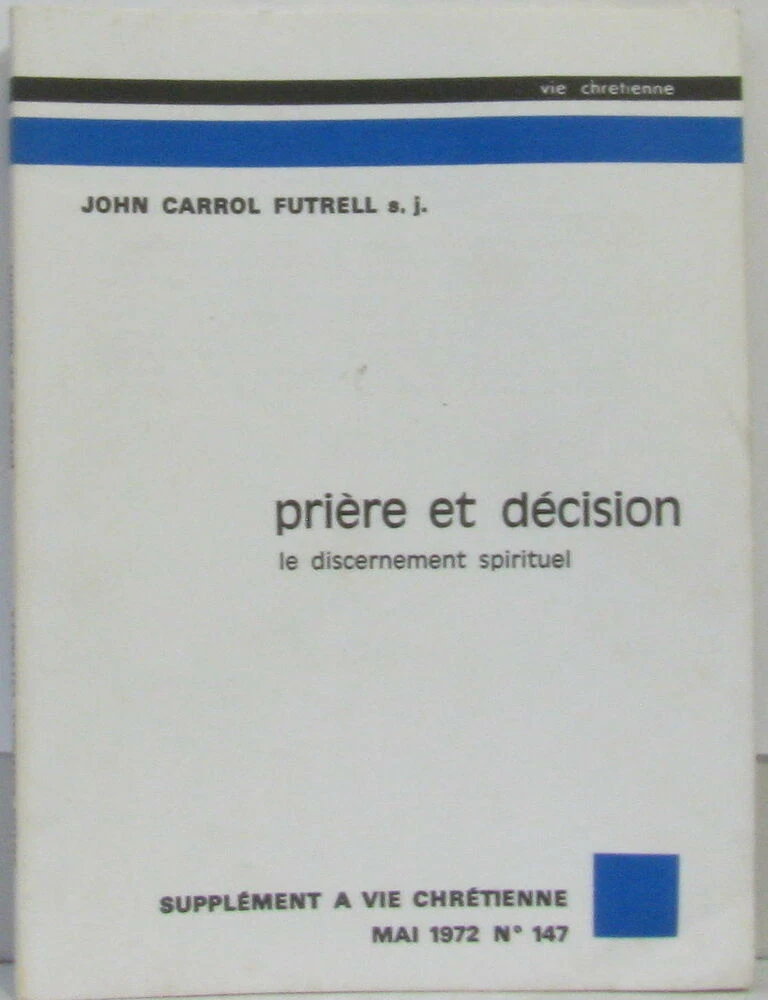 vie chretienne
JOHN CARROL FUTRELL s. j.
prière et décision
le discernement spirituel
SUPPLÉMENT A VIE CHRÉTIENNE
MAI 1972 N° 147